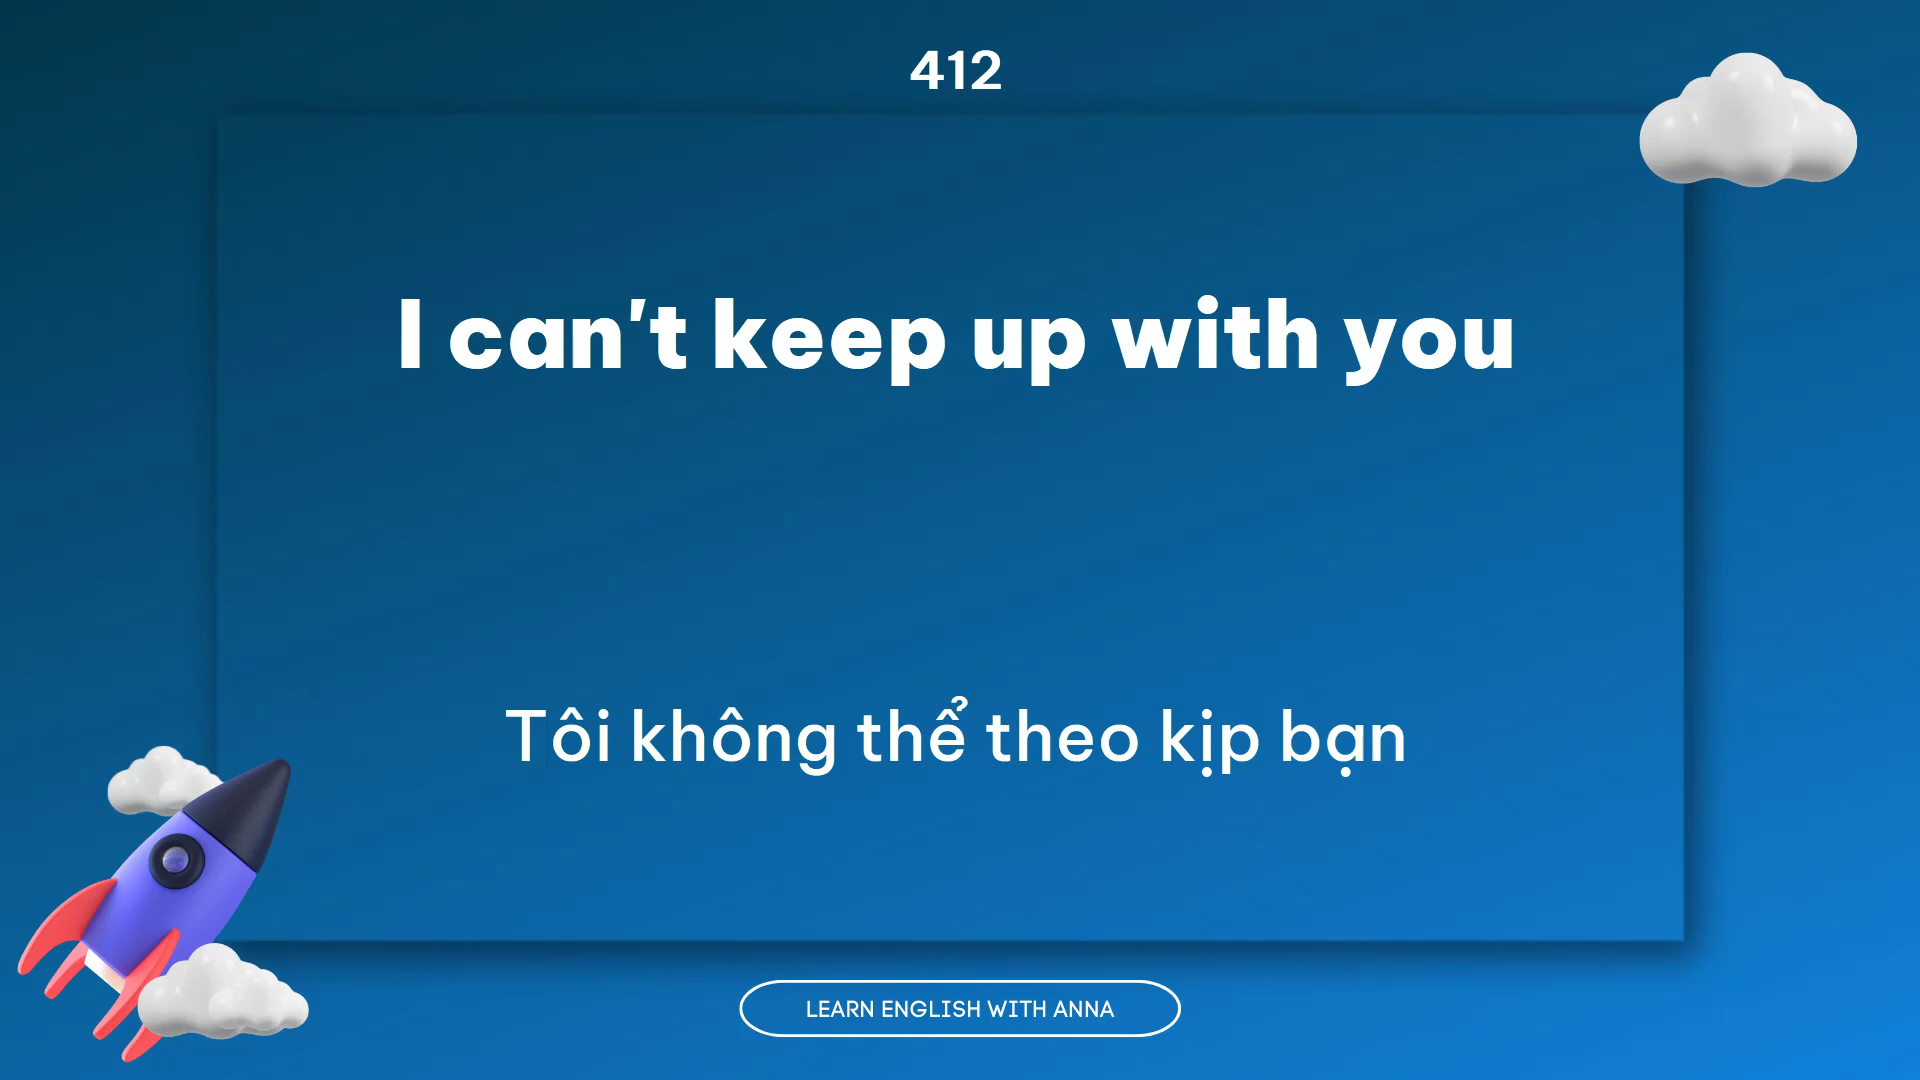 412
I can't keep up with you
Tôi không thể theo kịp bạn
LEARN ENGLISH WITH ANNA